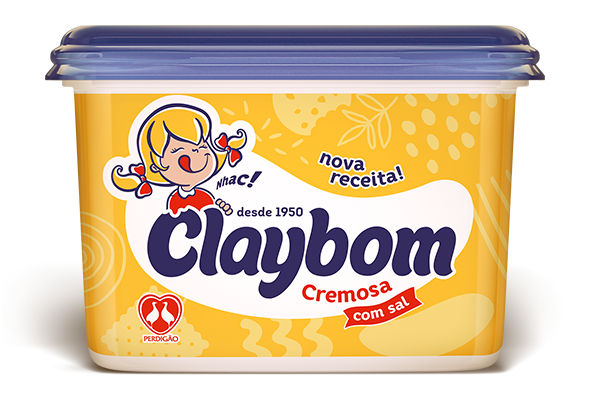 nova
receita!
Nhac!
desde 1950
Claybom
Cremosa
com sal
PERDIGÃO